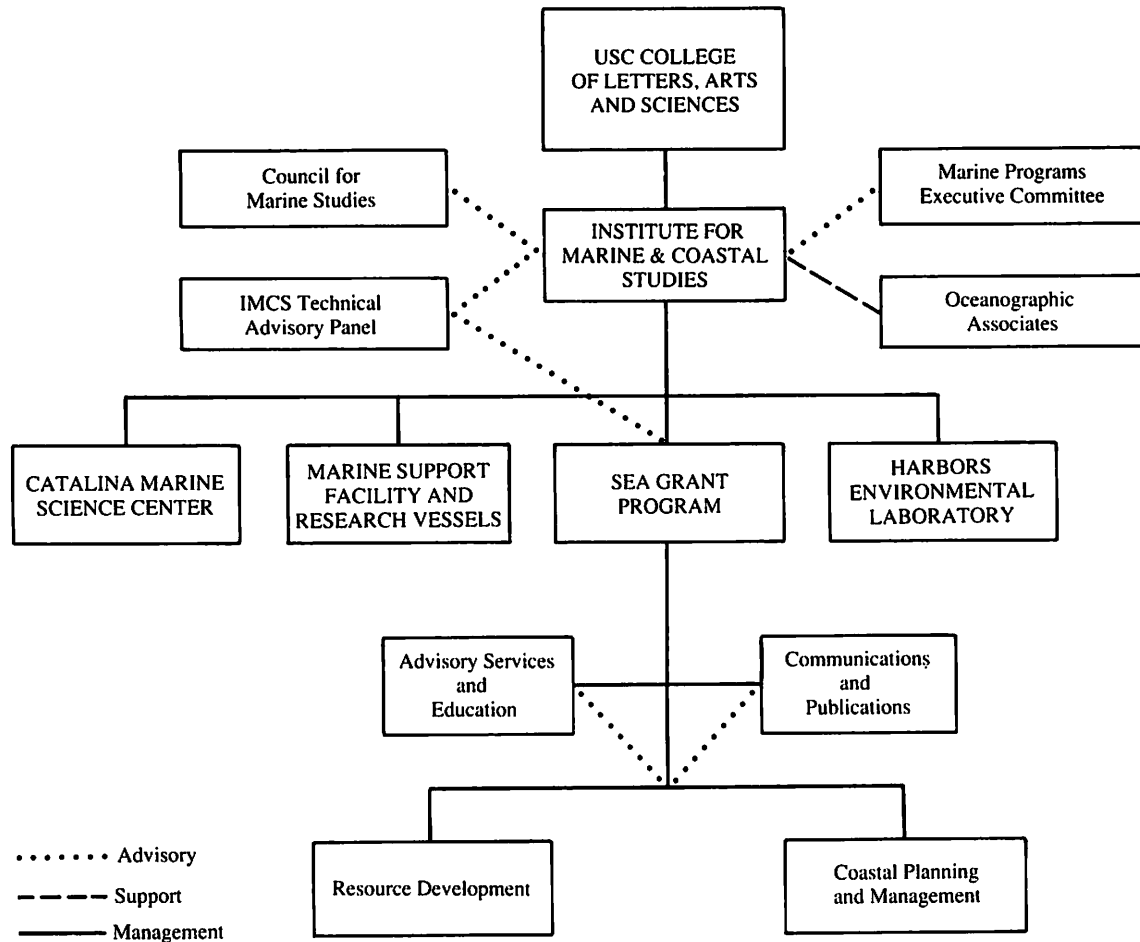 USC COLLEGE
OF LETTERS, ARTS
AND SCIENCES
Council for
Marine Studies
Marine Programs
Executive Committee
INSTITUTE FOR
MARINE & COASTAL
STUDIES
IMCS Technical
Advisory Panel
Oceanographic
Associates
CATALINA MARINE
SCIENCE CENTER
MARINE SUPPORT
FACILITY AND
RESEARCH VESSELS
SEA GRANT
PROGRAM
HARBORS
ENVIRONMENTAL
LABORATORY
Advisory Services
and
Education
Communications
and
Publications
Resource Development
Coastal Planning
and Management
Advisory
Support
Management